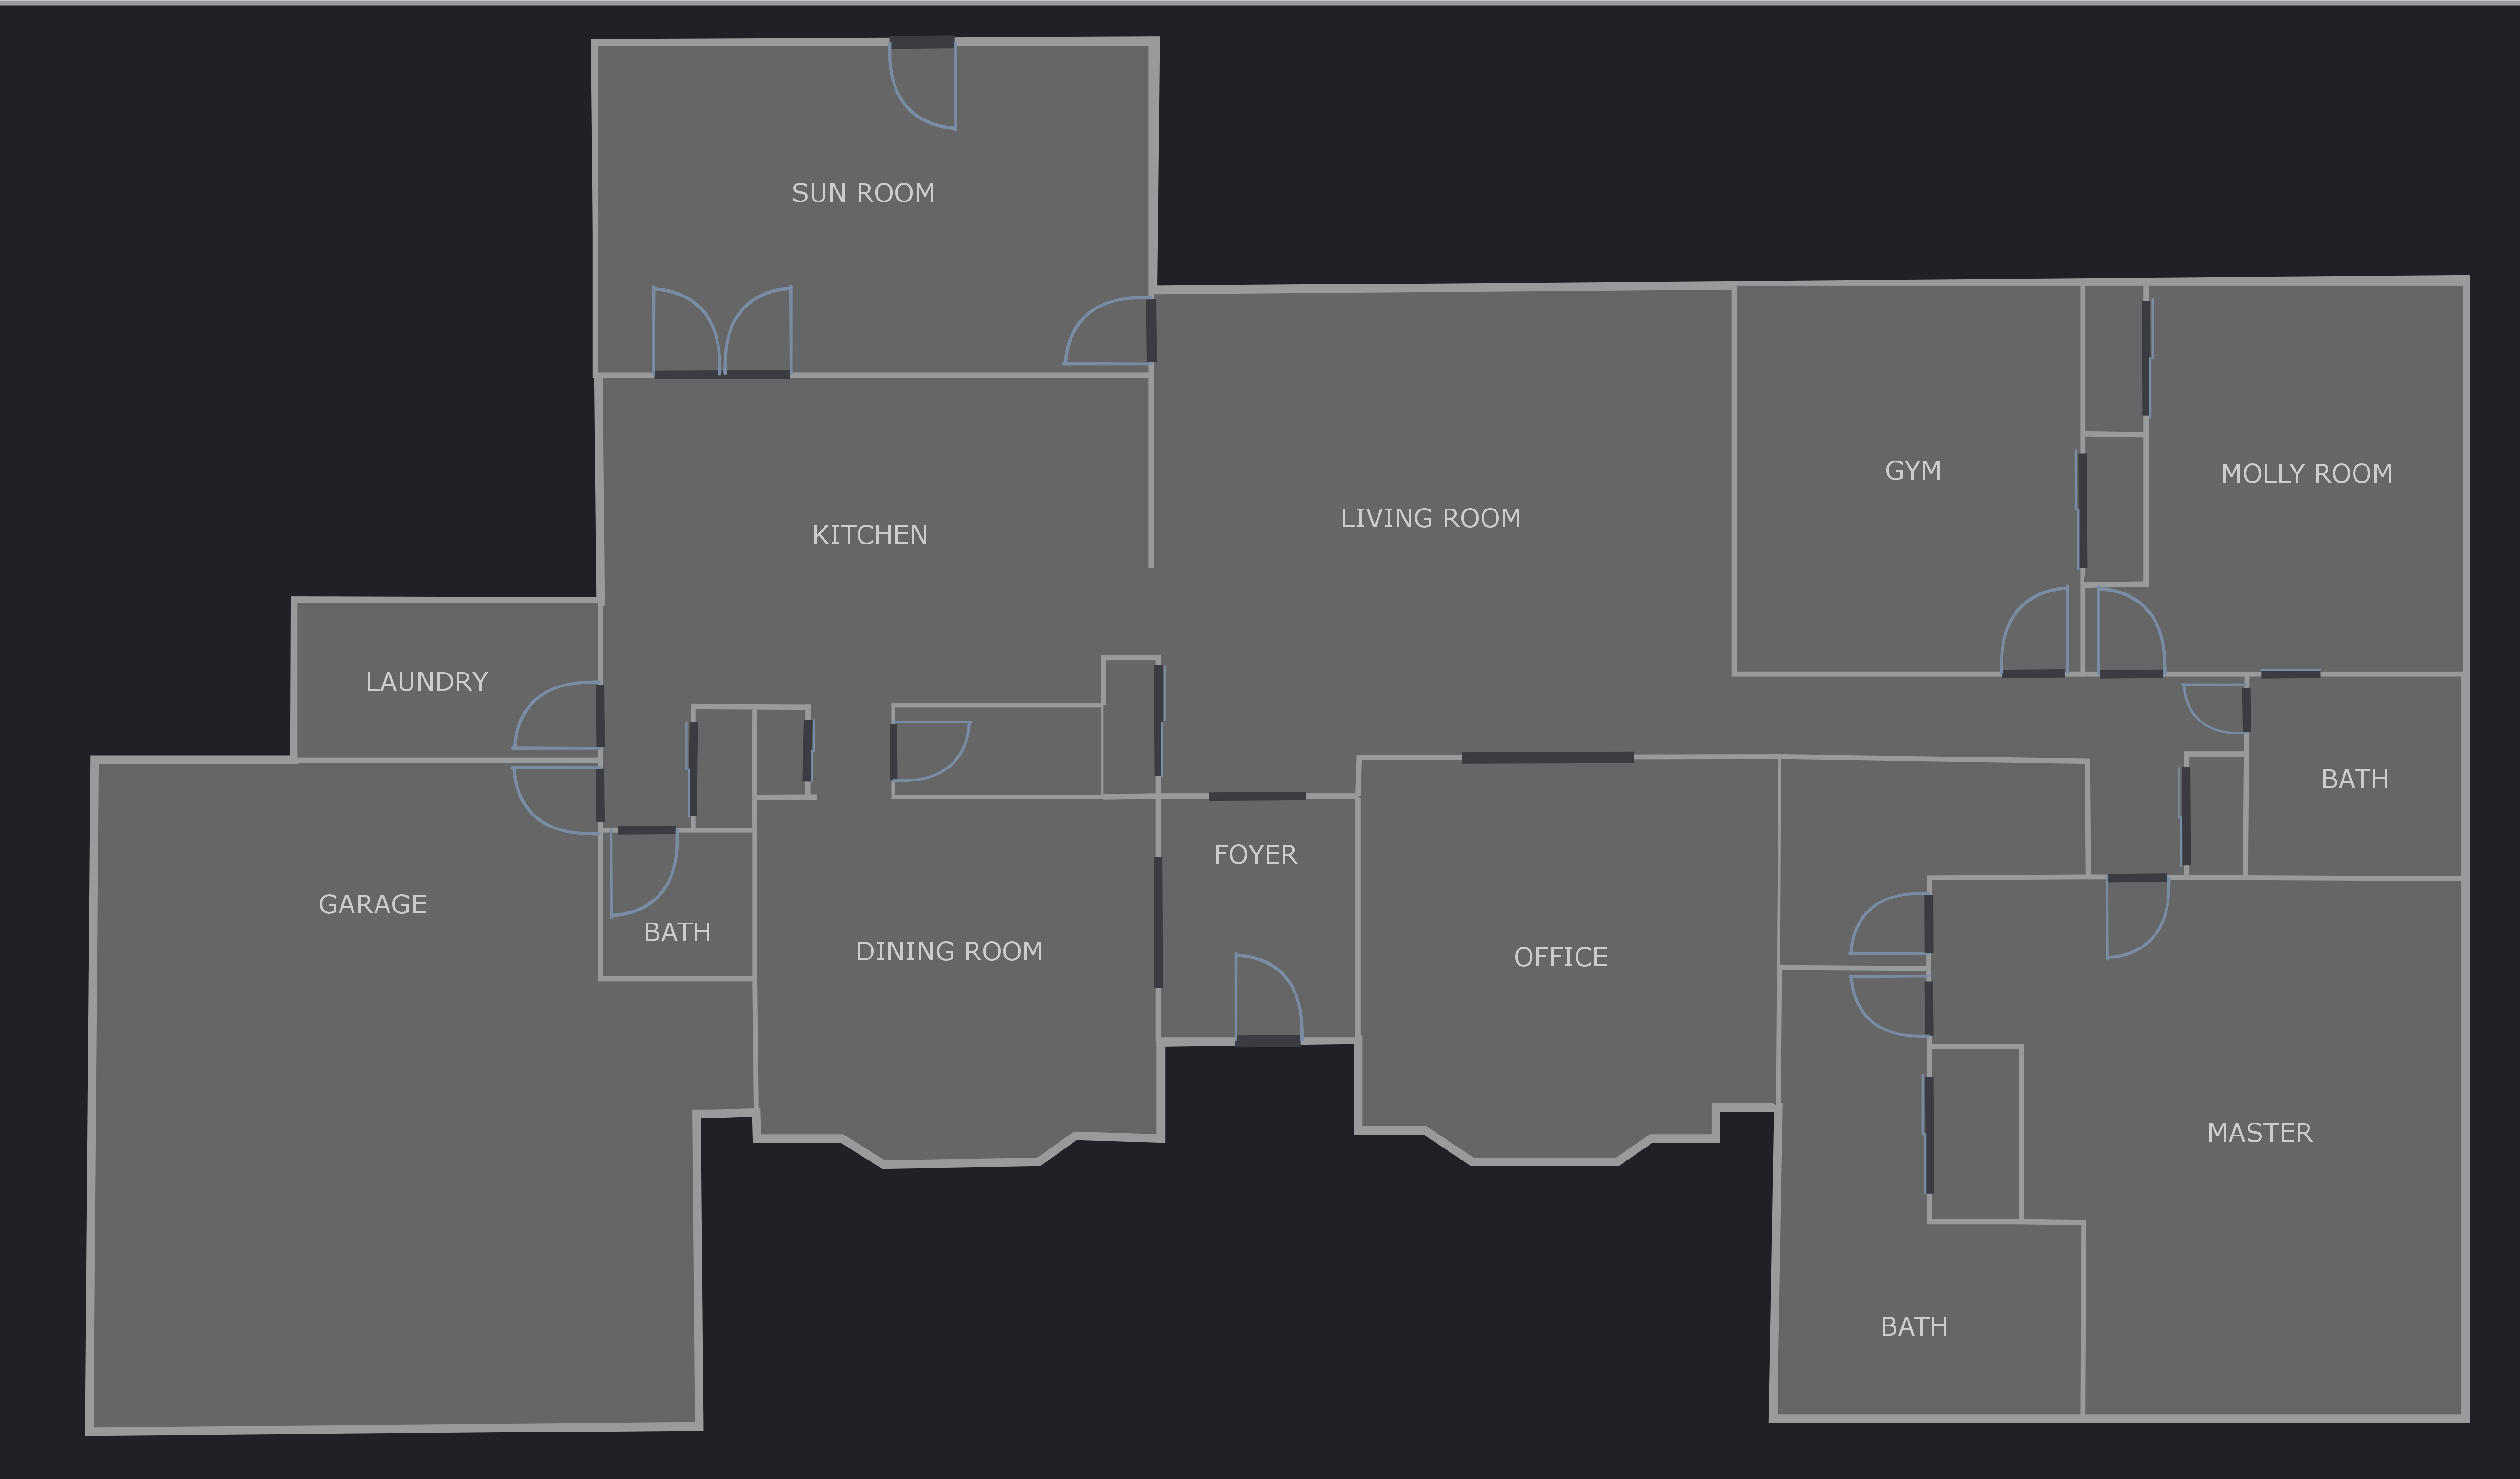 SUN ROOM
GYM
MOLLY ROOM
LIVING ROOM
KITCHEN
LAUNDRY
BATH
FOYER
GARAGE
BATH
DINING ROOM
OFFICE
MASTER
BATH